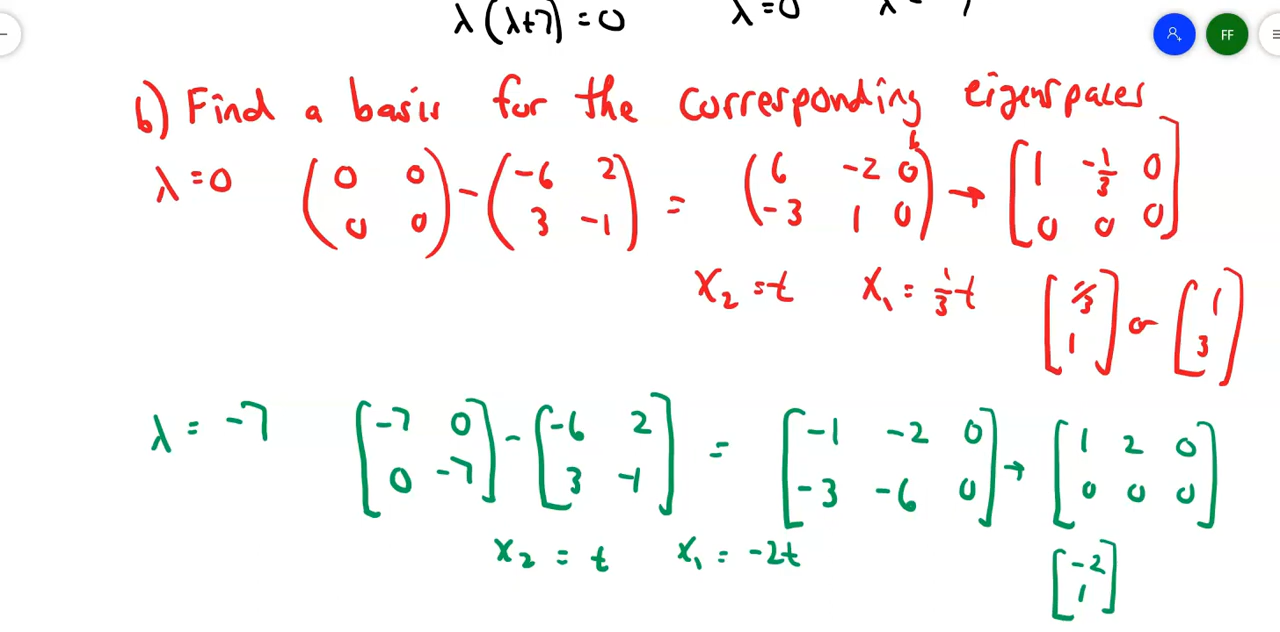 λ(λ+7)=0 λ=0
FF
b) Find a basis for the corresponding eigenspaces
λ=0 (0 0; 0 0) - (-6 2; 3 -1) = (6 -2 0; -3 1 0) → [1 -1/3 0; 0 0 0]
x₂ = t x₁ = 1/3 t [1/3; 1] or [1; 3]
λ = -7 [-7 0; 0 -7] - [-6 2; 3 -1] = [-1 -2 0; -3 -6 0] → [1 2 0; 0 0 0]
x₂ = t x₁ = -2t [-2; 1]